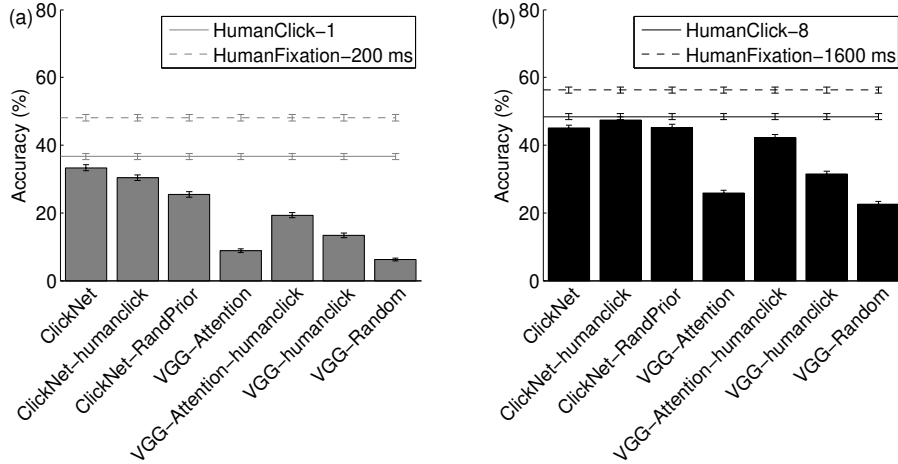 (a)
HumanClick−1
HumanFixation−200 ms
Accuracy (%)
80
60
40
20
0
ClickNet
ClickNet−humanclick
ClickNet−RandPrior
VGG−Attention
VGG−Attention−humanclick
VGG−humanclick
VGG−Random
(b)
HumanClick−8
HumanFixation−1600 ms
Accuracy (%)
80
60
40
20
0
ClickNet
ClickNet−humanclick
ClickNet−RandPrior
VGG−Attention
VGG−Attention−humanclick
VGG−humanclick
VGG−Random